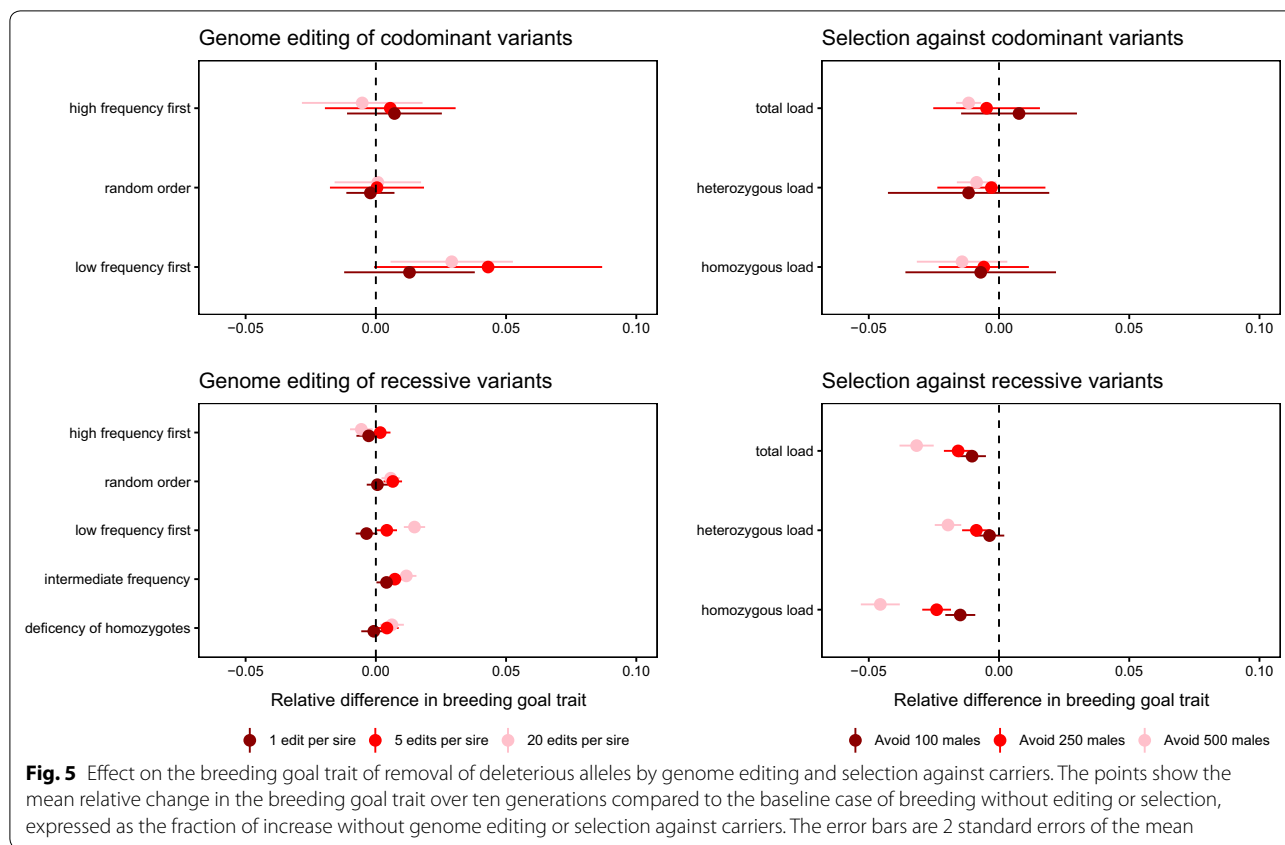 Genome editing of codominant variants
high frequency first
random order
low frequency first
−0.05 0.00 0.05 0.10
Selection against codominant variants
total load
heterozygous load
homozygous load
−0.05 0.00 0.05 0.10
Genome editing of recessive variants
high frequency first
random order
low frequency first
intermediate frequency
deficency of homozygotes
−0.05 0.00 0.05 0.10
Relative difference in breeding goal trait
1 edit per sire 5 edits per sire 20 edits per sire
Selection against recessive variants
total load
heterozygous load
homozygous load
−0.05 0.00 0.05 0.10
Relative difference in breeding goal trait
Avoid 100 males Avoid 250 males Avoid 500 males
Fig. 5 Effect on the breeding goal trait of removal of deleterious alleles by genome editing and selection against carriers. The points show the
mean relative change in the breeding goal trait over ten generations compared to the baseline case of breeding without editing or selection,
expressed as the fraction of increase without genome editing or selection against carriers. The error bars are 2 standard errors of the mean